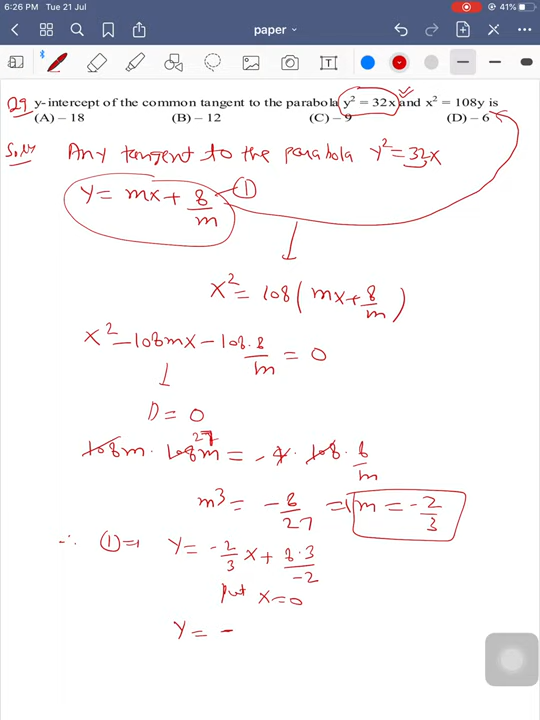 6:26 PM Tue 21 Jul
41%
paper
Q9 y-intercept of the common tangent to the parabola y² = 32x and x² = 108y is
(A) – 18 (B) – 12 (C) – 9 (D) – 6
Soln Any tangent to the parabola Y² = 32x
Y = mx + 8/m ①
x² = 108 ( mx + 8/m )
x² – 108mx – 108·8/m = 0
D = 0
108m · 108m = -4 · 108 · 8/m
27
m3 = -8/27 ⇒ m = -2/3
∴ ① ⇒ Y = -2/3 x + 8·3/-2
Put x = 0
Y = -